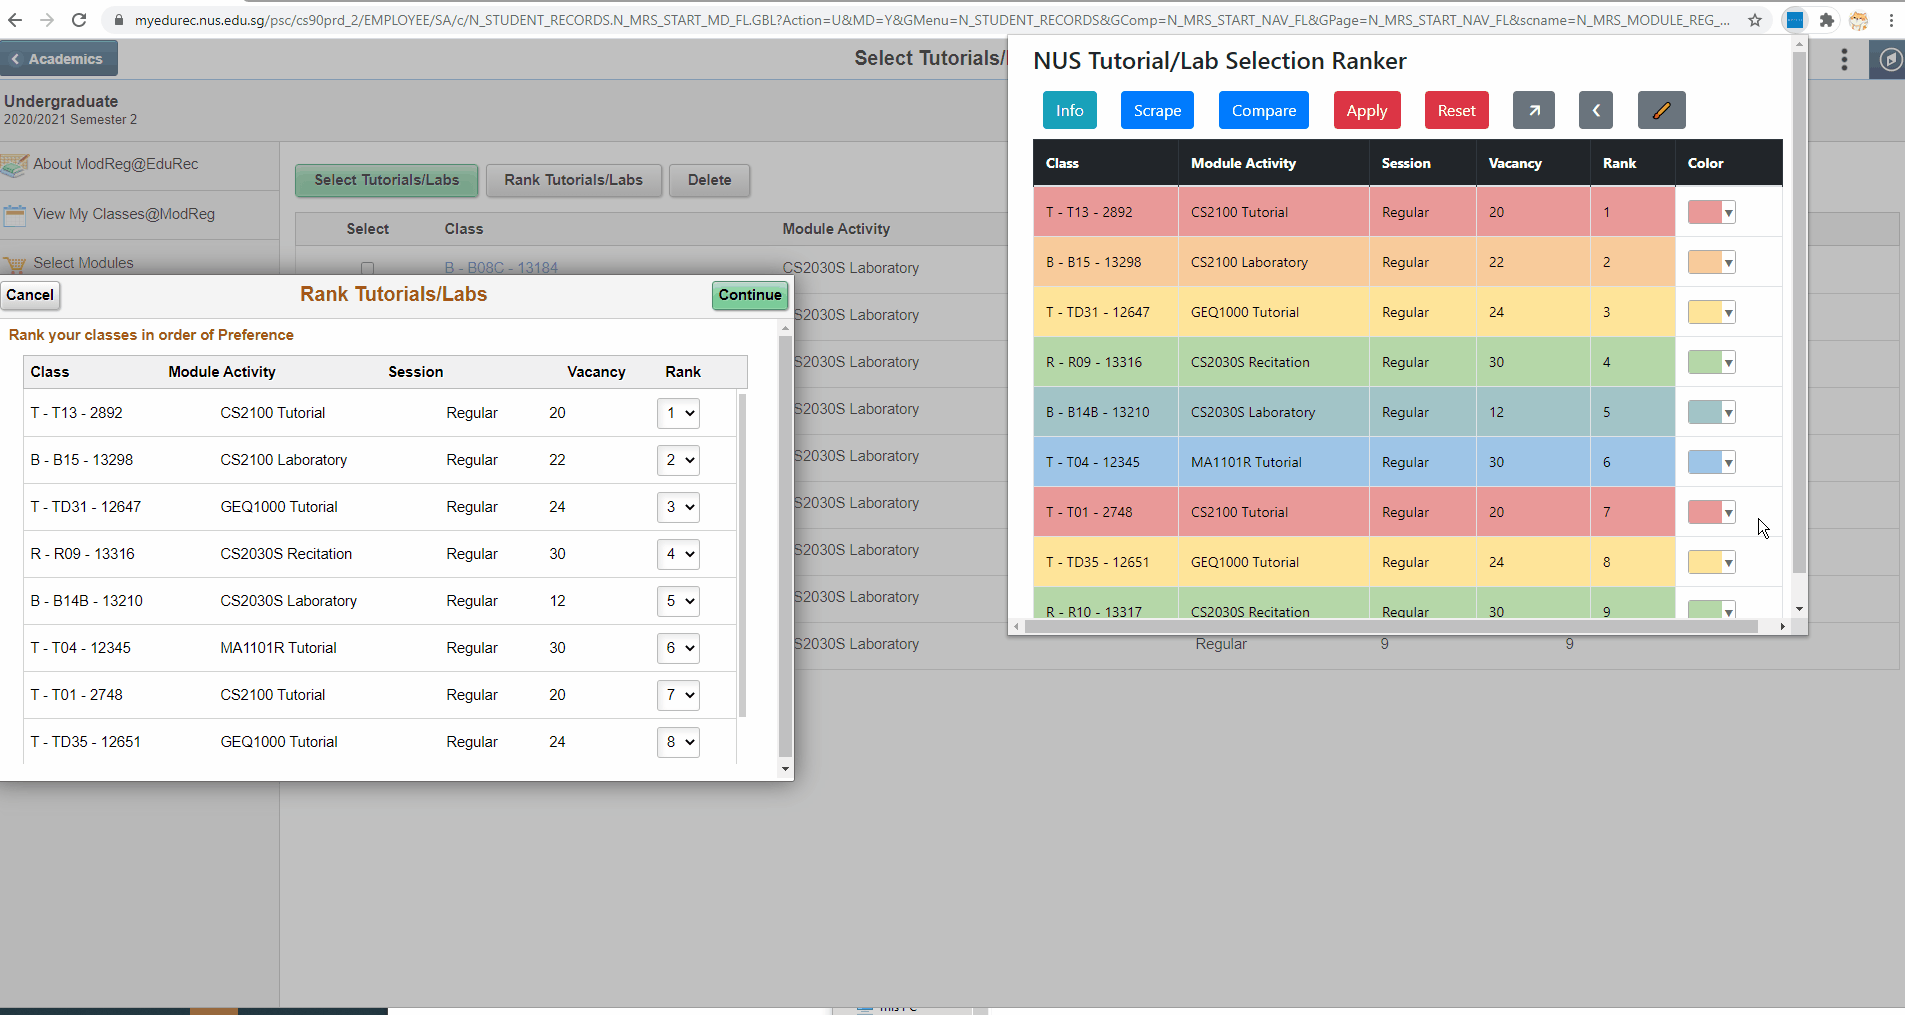 myedurec.nus.edu.sg/psc/cs90prd_2/EMPLOYEE/SA/c/N_STUDENT_RECORDS.N_MRS_START_MD_FL.GBL?Action=U&MD=Y&GMenu=N_STUDENT_RECORDS&GComp=N_MRS_START_NAV_FL&GPage=N_MRS_START_NAV_FL&scname=N_MRS_MODULE_REG_...
Academics
Select Tutorials/
Undergraduate
2020/2021 Semester 2
About ModReg@EduRec
View My Classes@ModReg
Select Modules
Select Tutorials/Labs Rank Tutorials/Labs Delete
Select Class Module Activity
B - B08C - 13184 CS2030S Laboratory
S2030S Laboratory
S2030S Laboratory
S2030S Laboratory
S2030S Laboratory
S2030S Laboratory
S2030S Laboratory
S2030S Laboratory
S2030S Laboratory Regular 9 9
Cancel Rank Tutorials/Labs Continue
Rank your classes in order of Preference
Class Module Activity Session Vacancy Rank
T - T13 - 2892 CS2100 Tutorial Regular 20 1
B - B15 - 13298 CS2100 Laboratory Regular 22 2
T - TD31 - 12647 GEQ1000 Tutorial Regular 24 3
R - R09 - 13316 CS2030S Recitation Regular 30 4
B - B14B - 13210 CS2030S Laboratory Regular 12 5
T - T04 - 12345 MA1101R Tutorial Regular 30 6
T - T01 - 2748 CS2100 Tutorial Regular 20 7
T - TD35 - 12651 GEQ1000 Tutorial Regular 24 8
NUS Tutorial/Lab Selection Ranker
Info Scrape Compare Apply Reset
Class Module Activity Session Vacancy Rank Color
T - T13 - 2892 CS2100 Tutorial Regular 20 1
B - B15 - 13298 CS2100 Laboratory Regular 22 2
T - TD31 - 12647 GEQ1000 Tutorial Regular 24 3
R - R09 - 13316 CS2030S Recitation Regular 30 4
B - B14B - 13210 CS2030S Laboratory Regular 12 5
T - T04 - 12345 MA1101R Tutorial Regular 30 6
T - T01 - 2748 CS2100 Tutorial Regular 20 7
T - TD35 - 12651 GEQ1000 Tutorial Regular 24 8
R - R10 - 13317 CS2030S Recitation Regular 30 9